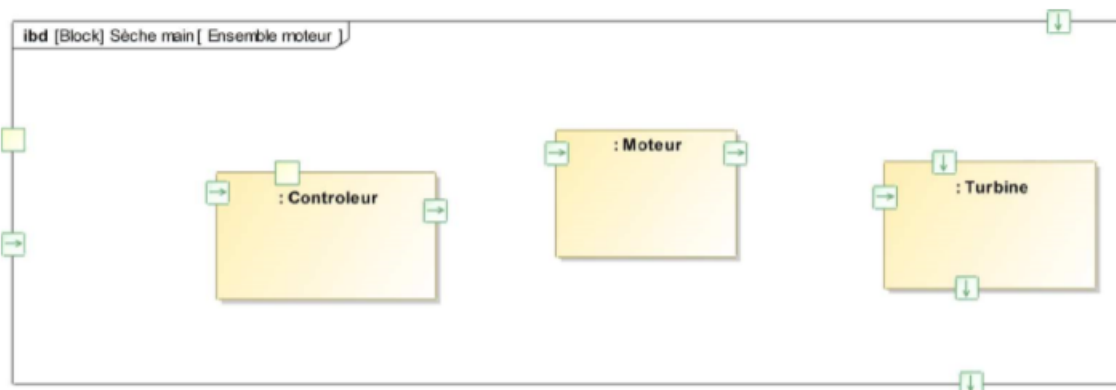 ibd [Block] Sèche main [ Ensemble moteur ]
: Moteur
: Controleur
: Turbine